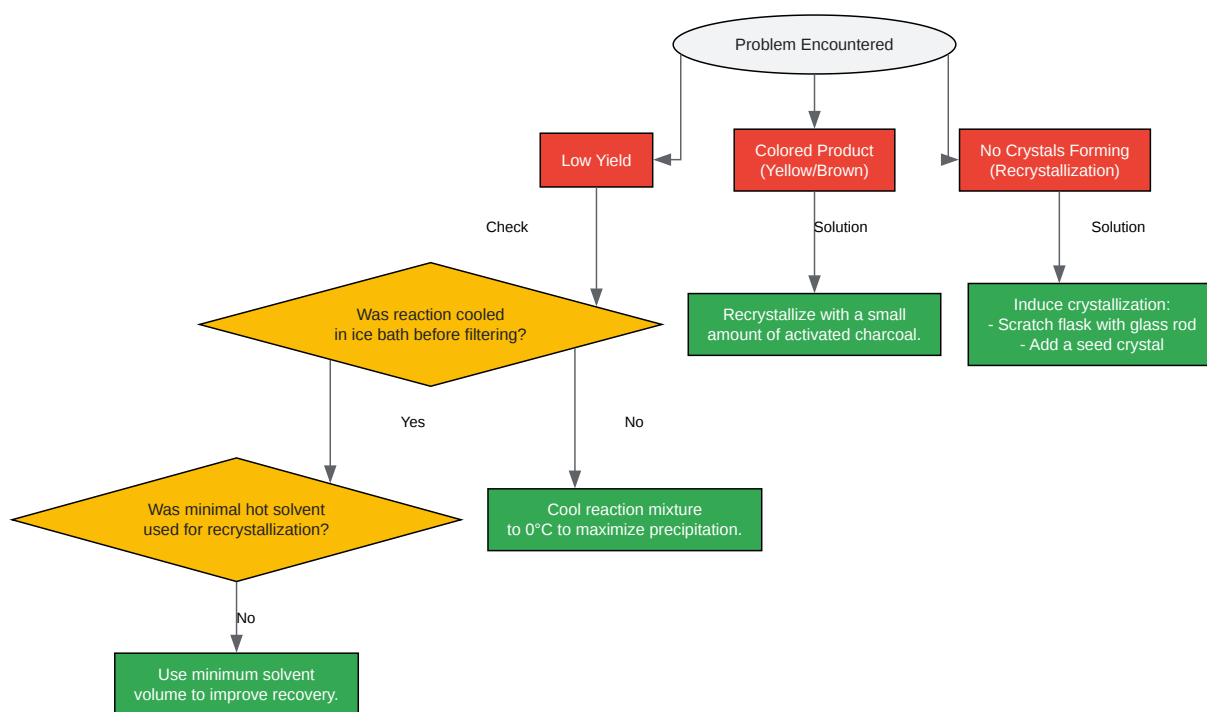 Problem Encountered
Low Yield
Colored Product
(Yellow/Brown)
No Crystals Forming
(Recrystallization)
Check
Solution
Solution
Was reaction cooled
in ice bath before filtering?
Recrystallize with a small
amount of activated charcoal.
Induce crystallization:
- Scratch flask with glass rod
- Add a seed crystal
Yes
No
Was minimal hot solvent
used for recrystallization?
Cool reaction mixture
to 0°C to maximize precipitation.
No
Use minimum solvent
volume to improve recovery.